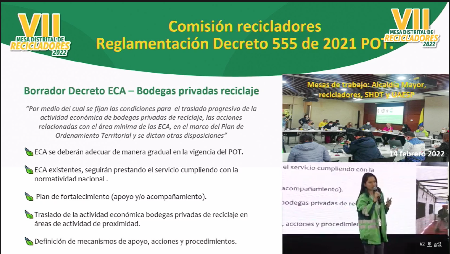 VII
MESA DISTRITAL DE
RECICLADORES
2022
Comisión recicladores
Reglamentación Decreto 555 de 2021 POT.
VII
MESA DISTRITAL DE
RECICLADORES
2022
Borrador Decreto ECA – Bodegas privadas reciclaje
"Por medio del cual se fijan las condiciones para el traslado progresivo de la
actividad económica de bodegas privadas de reciclaje, las acciones
relacionadas con el área mínima de las ECA, en el marco del Plan de
Ordenamiento Territorial y se dictan otras disposiciones"
ECA se deberán adecuar de manera gradual en la vigencia del POT.
ECA existentes, seguirán prestando el servicio cumpliendo con la
normatividad nacional .
Plan de fortalecimiento (apoyo y/o acompañamiento).
Traslado de la actividad económica bodegas privadas de reciclaje en
áreas de actividad de proximidad.
Definición de mecanismos de apoyo, acciones y procedimientos.
Mesas de trabajo: Alcaldía Mayor,
recicladores, SHDT
14 febrero 2022
el servicio cumpliendo con la
acompañamiento).
bodegas privadas de
, acciones y procedimien